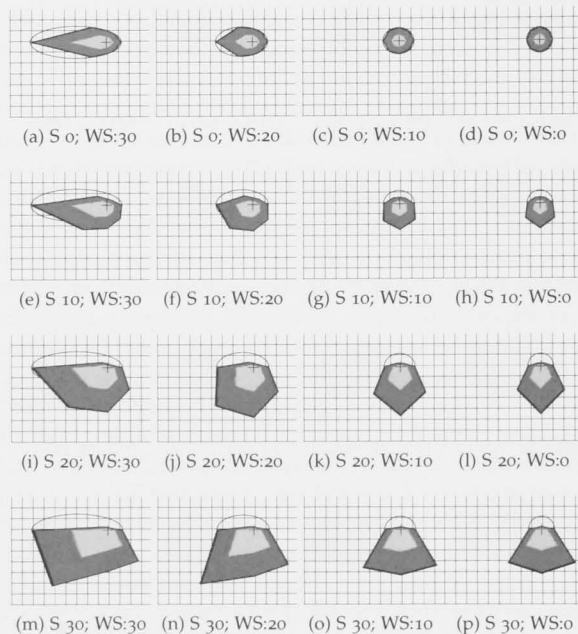 (a) S 0; WS:30 (b) S 0; WS:20 (c) S 0; WS:10 (d) S 0; WS:0
(e) S 10; WS:30 (f) S 10; WS:20 (g) S 10; WS:10 (h) S 10; WS:0
(i) S 20; WS:30 (j) S 20; WS:20 (k) S 20; WS:10 (l) S 20; WS:0
(m) S 30; WS:30 (n) S 30; WS:20 (o) S 30; WS:10 (p) S 30; WS:0